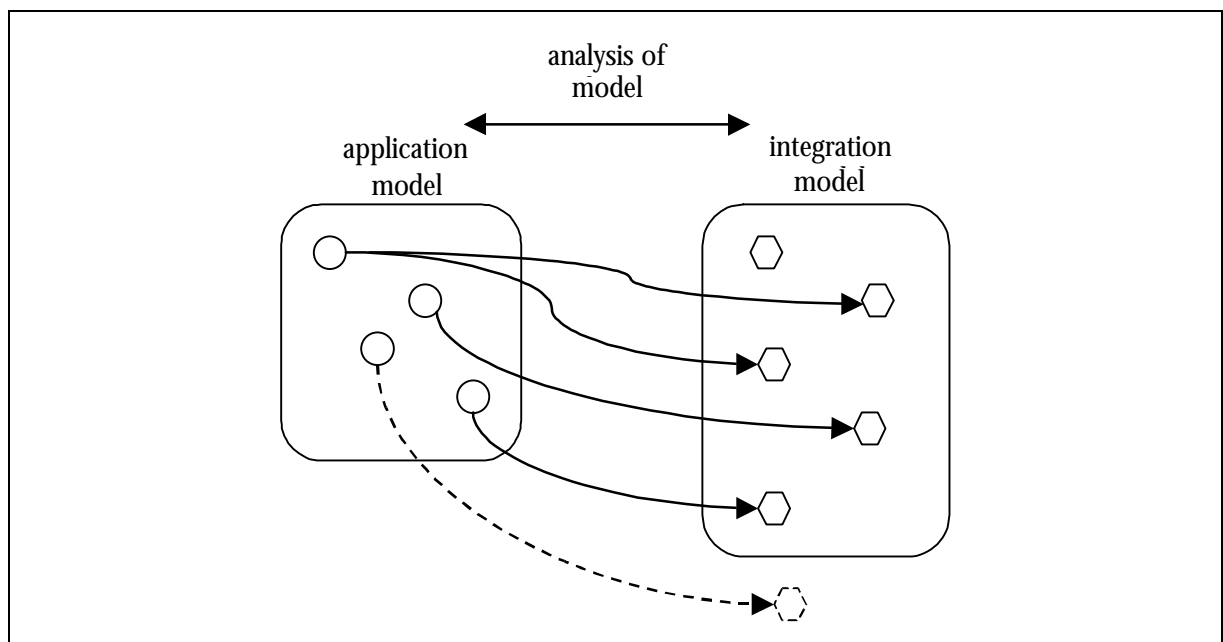 analysis of
model
application
model
integration
model